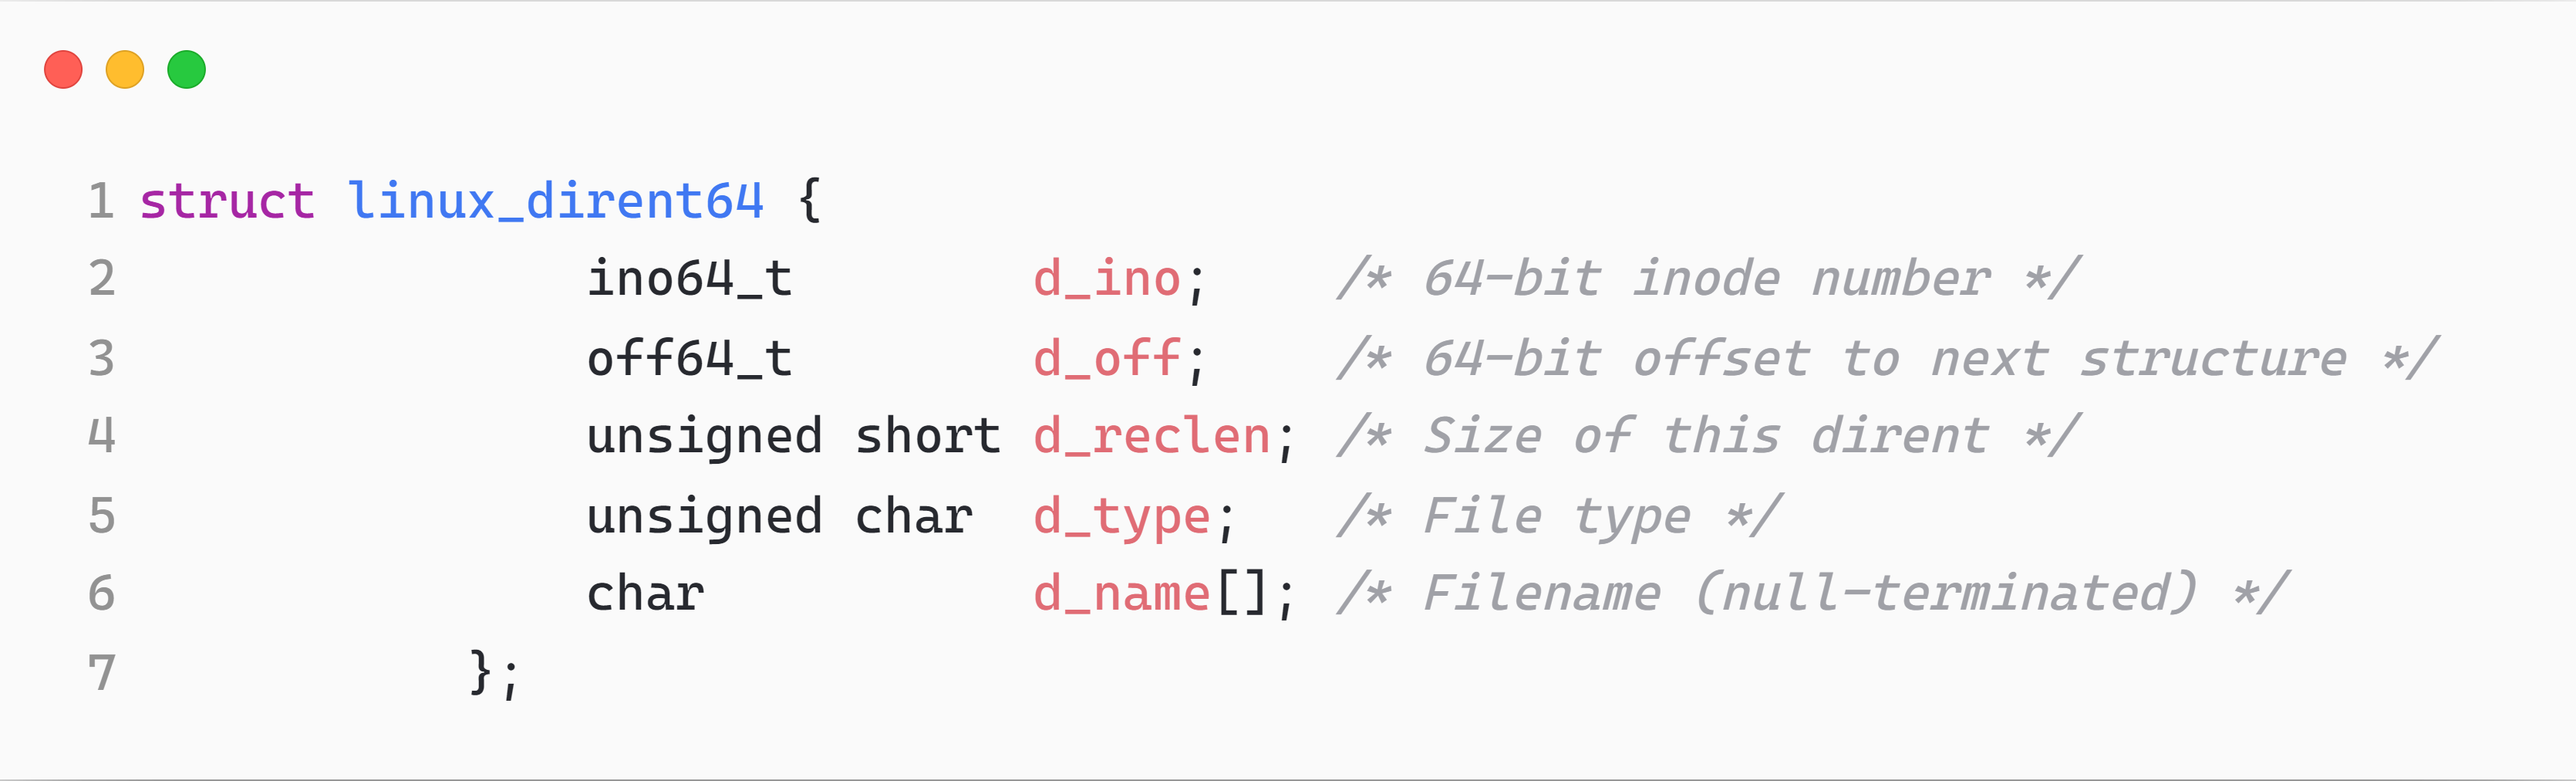 1 struct linux_dirent64 {
2                ino64_t        d_ino;    /* 64-bit inode number */
3                off64_t        d_off;    /* 64-bit offset to next structure */
4                unsigned short d_reclen; /* Size of this dirent */
5                unsigned char  d_type;   /* File type */
6                char           d_name[]; /* Filename (null-terminated) */
7            };